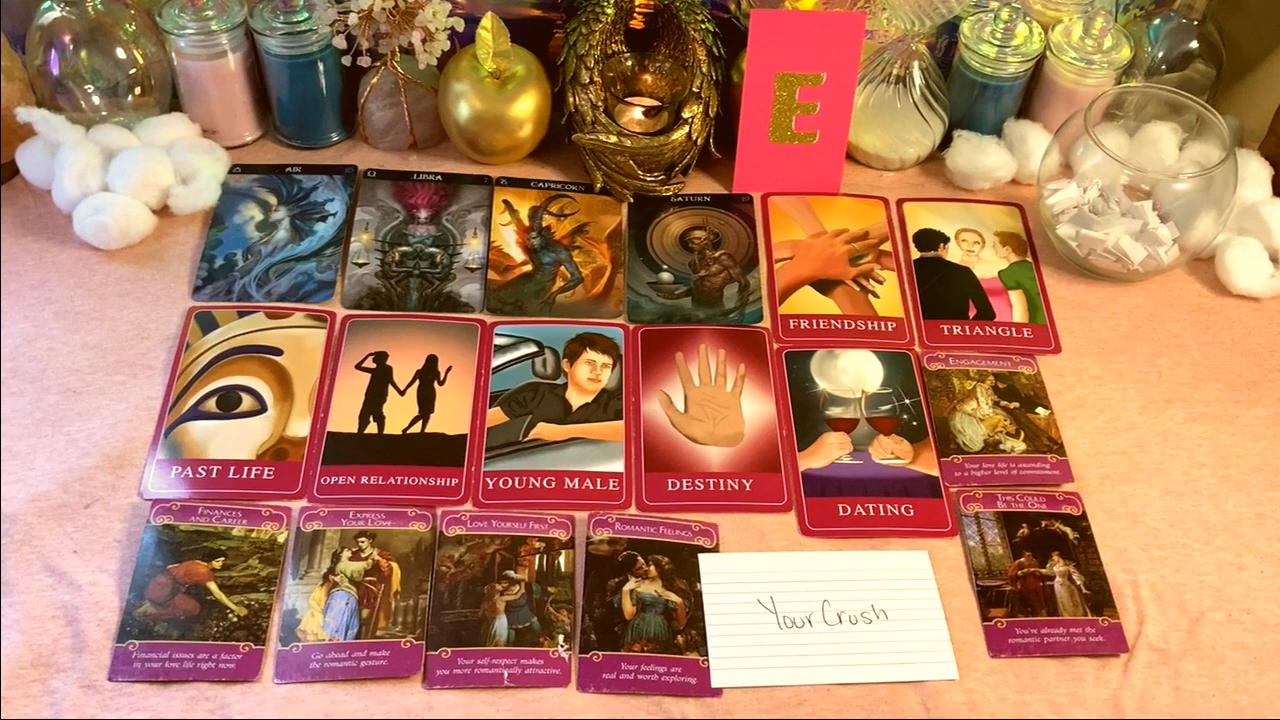 E
AIR
LIBRA
CAPRICORN
SATURN
FRIENDSHIP
TRIANGLE
PAST LIFE
OPEN RELATIONSHIP
YOUNG MALE
DESTINY
DATING
ENGAGEMENT
Your love life is ascending
to a higher level of commitment.
FINANCES
AND CAREER
Financial issues are a factor
in your love life right now.
EXPRESS
YOUR LOVE
Go ahead and make
the romantic gesture.
LOVE YOURSELF FIRST
Your self-respect makes
you more romantically attractive.
ROMANTIC FEELINGS
Your feelings are
real and worth exploring.
Your Crush
THIS COULD
BE THE ONE
You've already met the
romantic partner you seek.